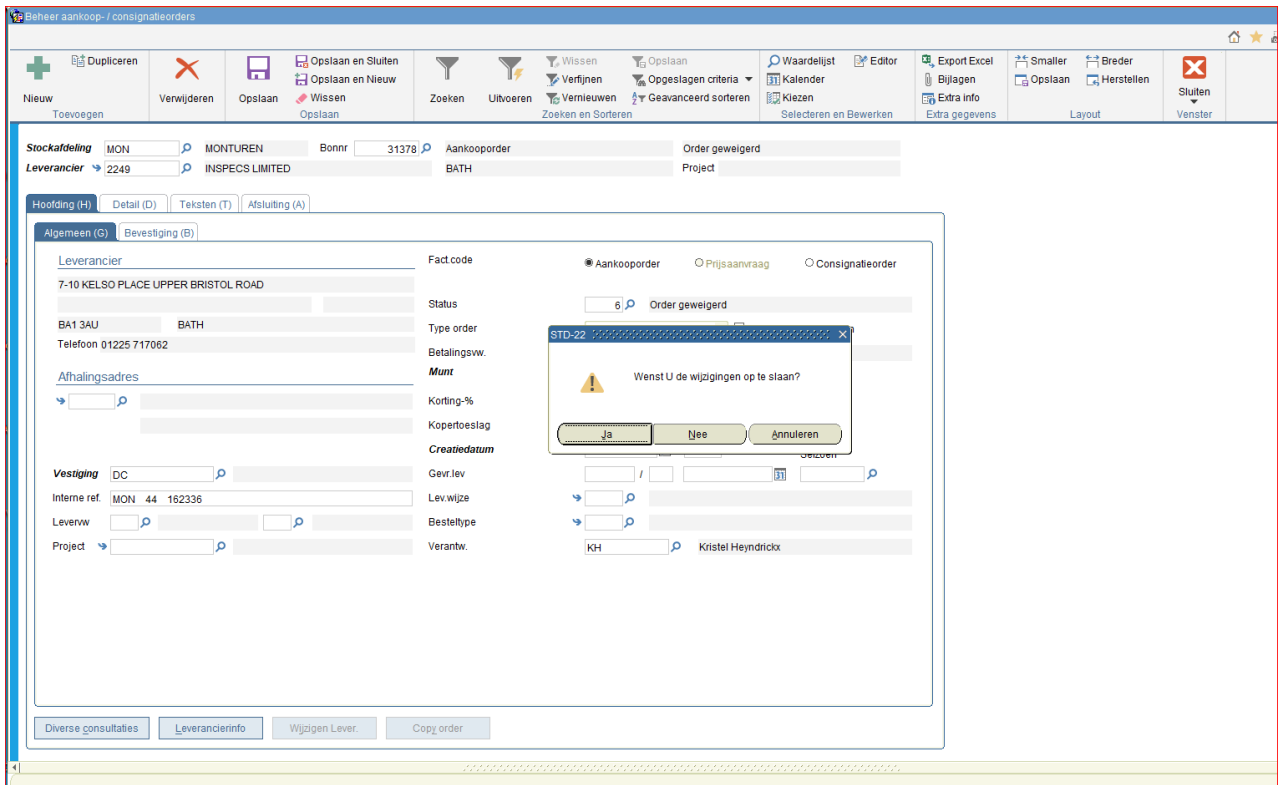 Beheer aankoop- / consignatieorders
Nieuw
Dupliceren
Toevoegen
Verwijderen
Opslaan
Opslaan en Sluiten
Opslaan en Nieuw
Wissen
Opslaan
Zoeken
Uitvoeren
Wissen
Verfijnen
Vernieuwen
Opslaan
Opgeslagen criteria
Geavanceerd sorteren
Zoeken en Sorteren
Waardelijst
Editor
Kalender
Kiezen
Selecteren en Bewerken
Export Excel
Bijlagen
Extra info
Extra gegevens
Smaller
Breder
Opslaan
Herstellen
Layout
Sluiten
Venster
Stockafdeling MON MONTUREN Bonnr 31378 Aankooporder Order geweigerd
Leverancier 2249 INSPECS LIMITED BATH Project
Hoofding (H) Detail (D) Teksten (T) Afsluiting (A)
Algemeen (G) Bevestiging (B)
Leverancier
7-10 KELSO PLACE UPPER BRISTOL ROAD
BA1 3AU BATH
Telefoon 01225 717062
Afhalingsadres
Vestiging DC
Interne ref. MON 44 162336
Levervw
Project
Fact.code Aankooporder Prijsaanvraag Consignatieorder
Status 6 Order geweigerd
Type order
Betalingsvw.
Munt
Korting-%
Kopertoeslag
Creatiedatum
Seizoen
Gevr.lev / 31
Lev.wijze
Besteltype
Verantw. KH Kristel Heyndrickx
STD-22
Wenst U de wijzigingen op te slaan?
Ja Nee Annuleren
Diverse consultaties Leverancierinfo Wijzigen Lever. Copy order